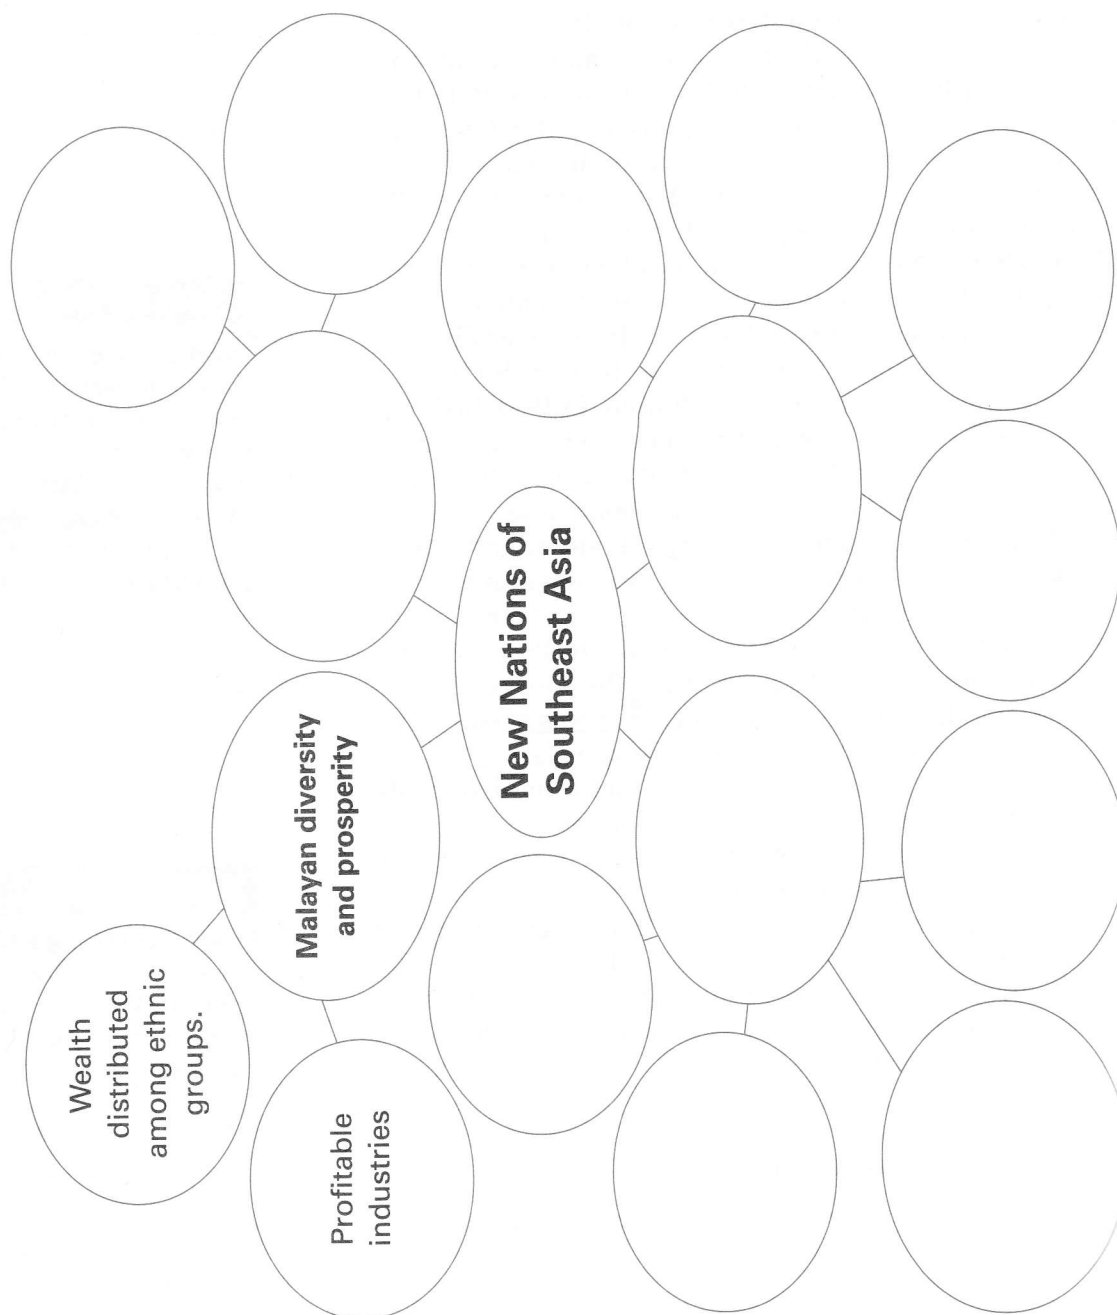 Wealth
distributed
among ethnic
groups.
Profitable
industries
Malayan diversity
and prosperity
New Nations of
Southeast Asia